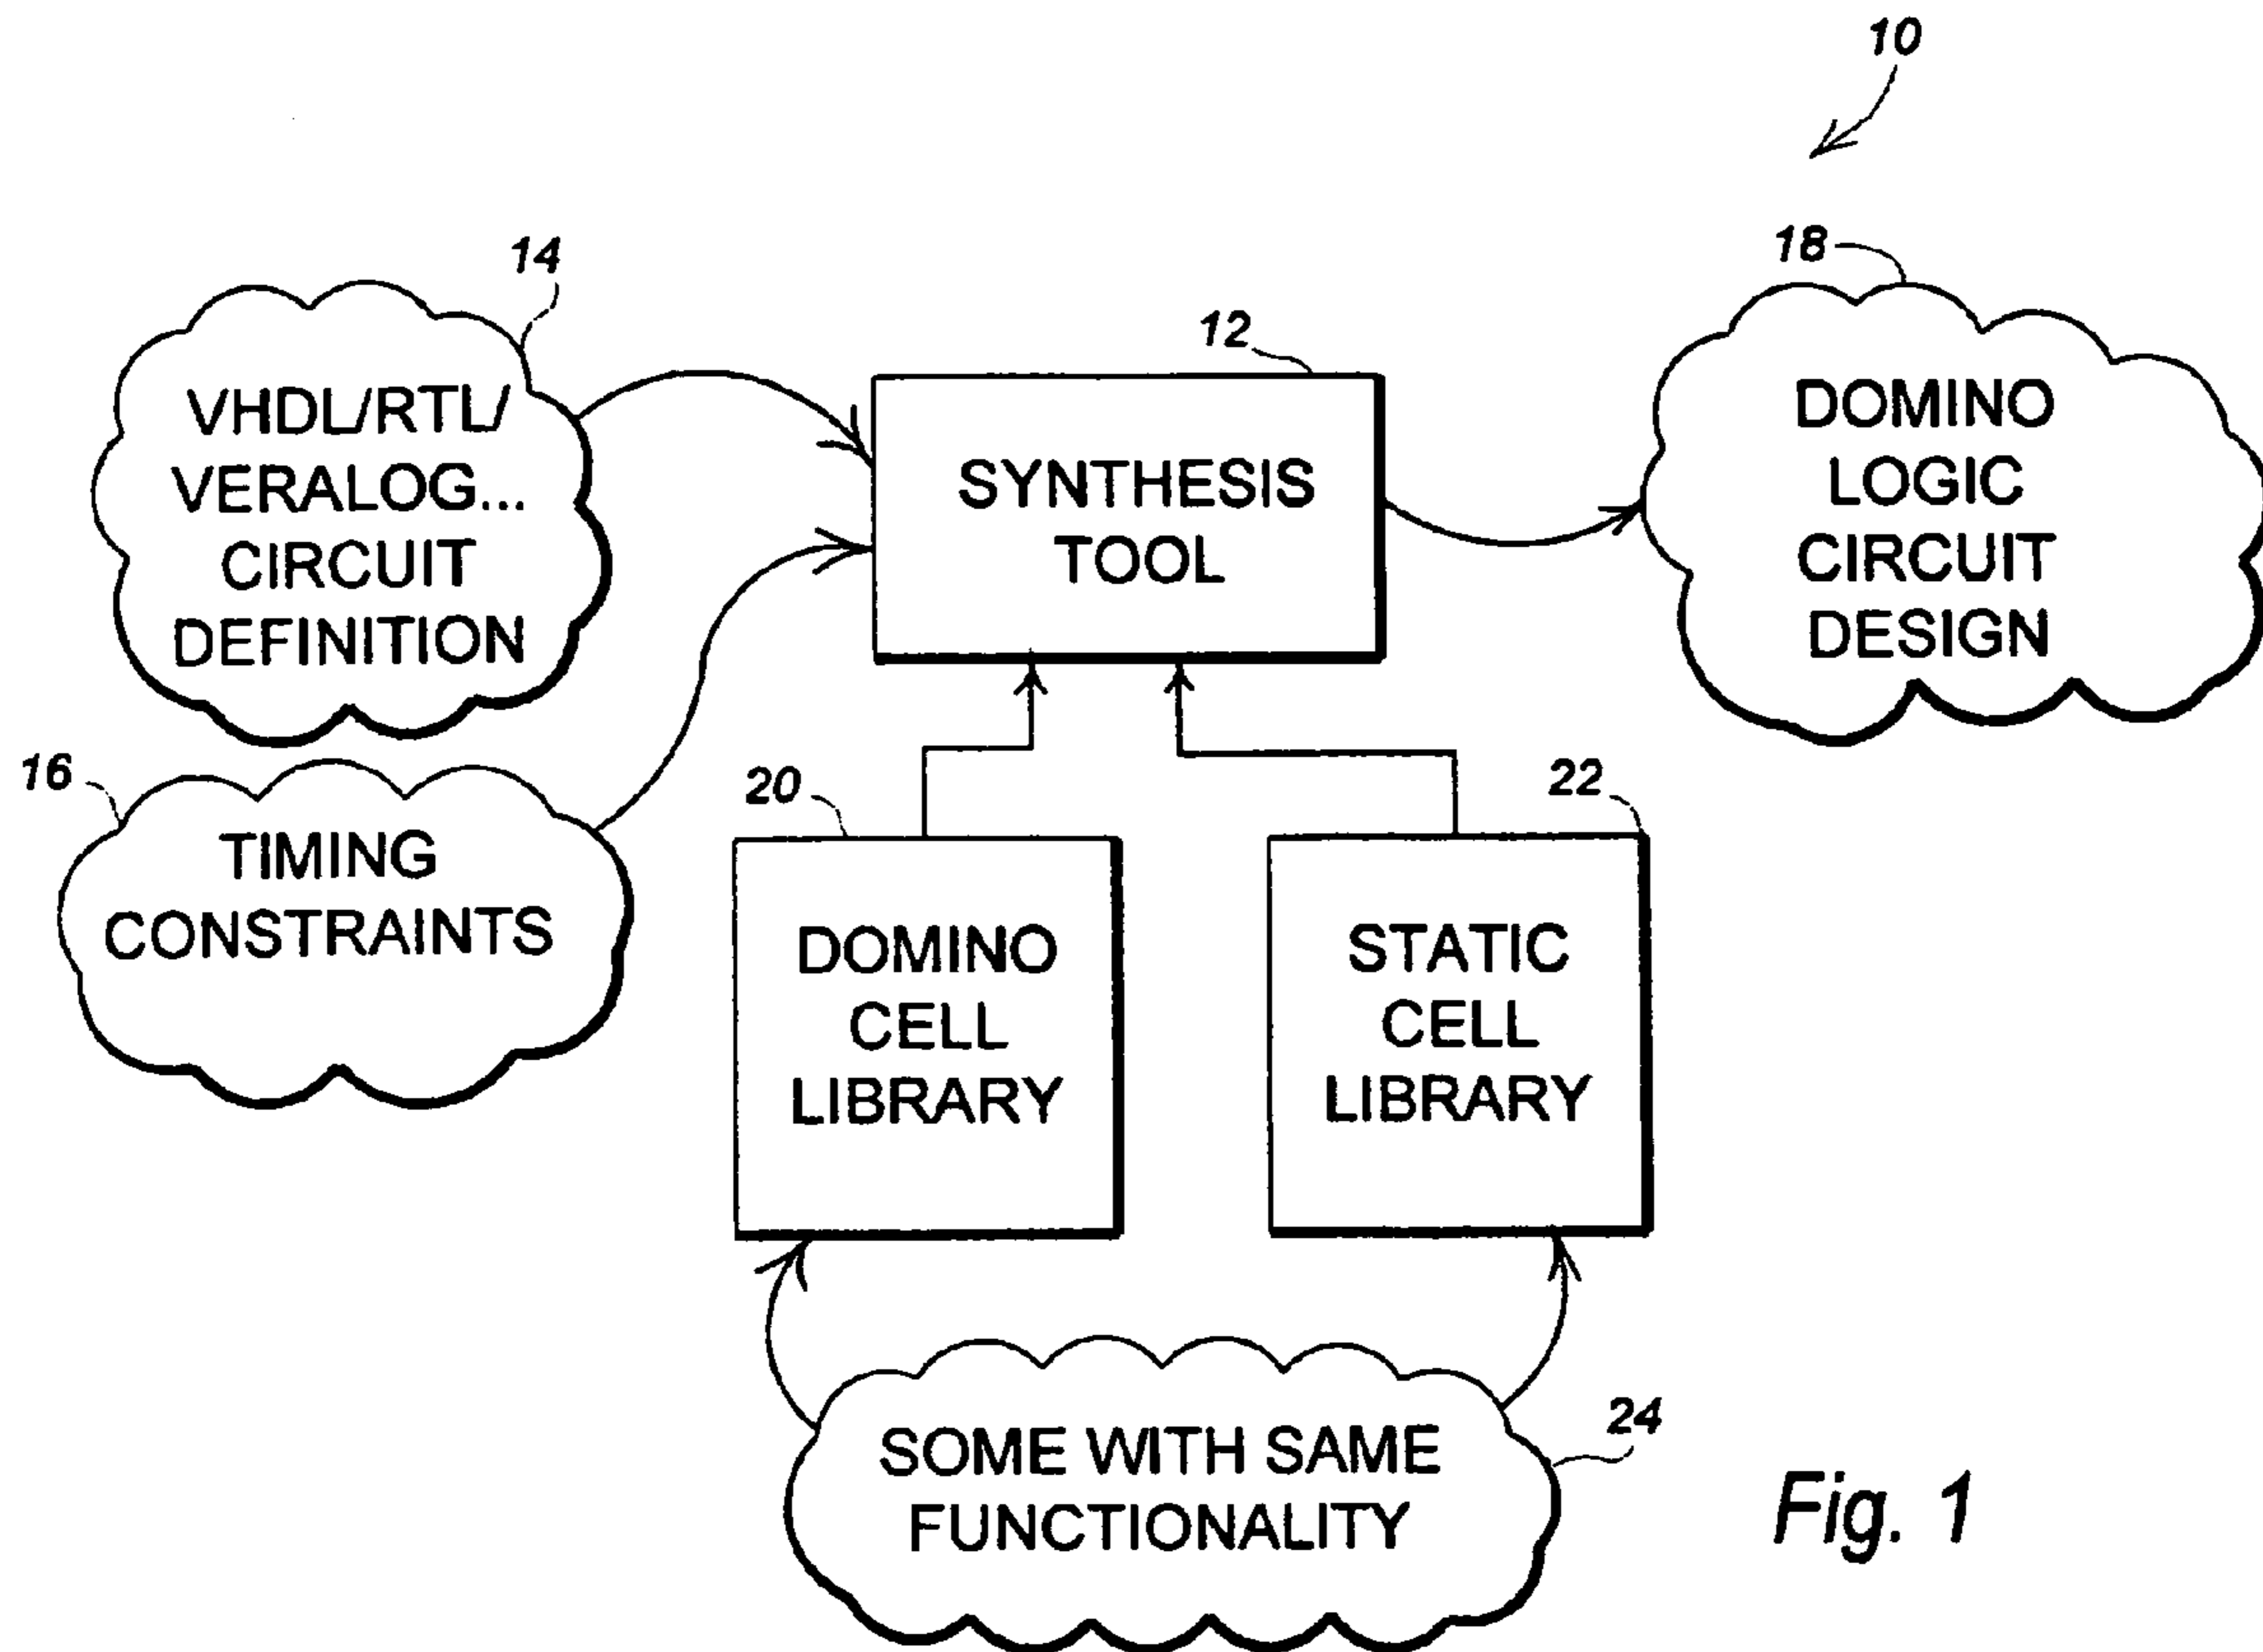 10
14
VHDL/RTL/
VERALOG...
CIRCUIT
DEFINITION
12
SYNTHESIS
TOOL
18
DOMINO
LOGIC
CIRCUIT
DESIGN
16
TIMING
CONSTRAINTS
20
DOMINO
CELL
LIBRARY
22
STATIC
CELL
LIBRARY
24
SOME WITH SAME
FUNCTIONALITY
Fig. 1